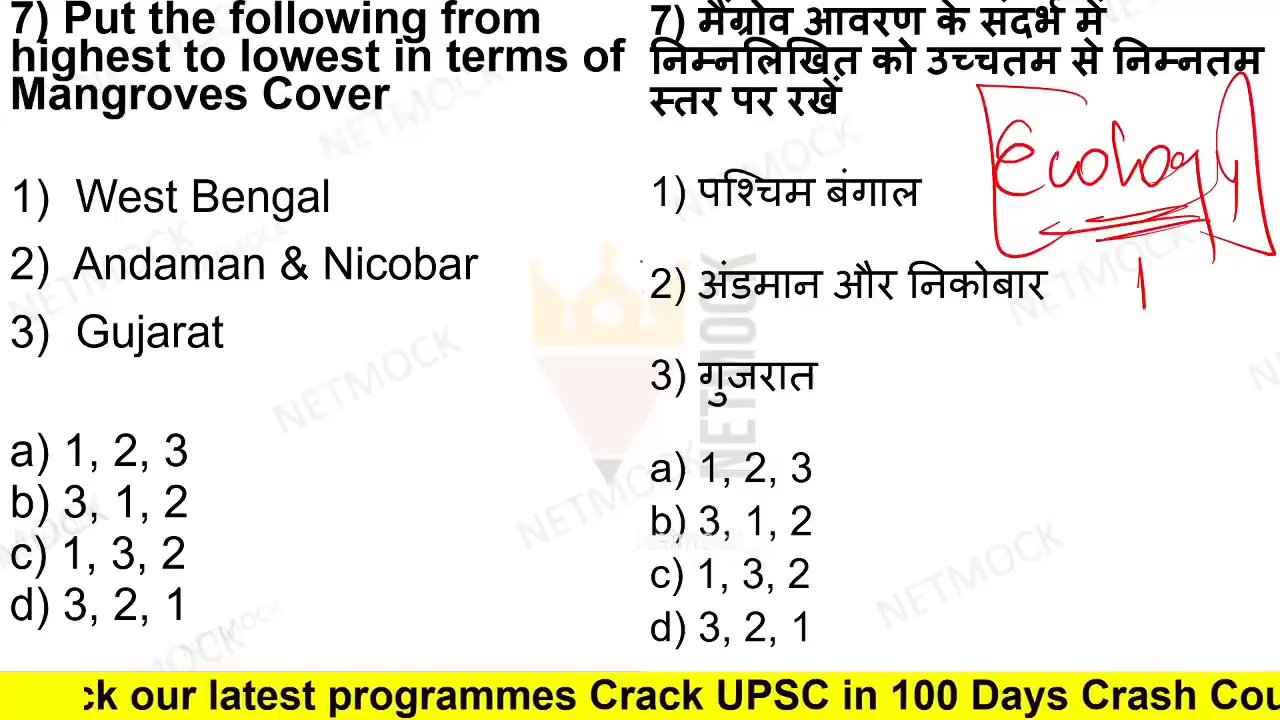 7) Put the following from
highest to lowest in terms of
Mangroves Cover
1) West Bengal
2) Andaman & Nicobar
3) Gujarat
a) 1, 2, 3
b) 3, 1, 2
c) 1, 3, 2
d) 3, 2, 1
7) मैंग्रोव आवरण के संदर्भ में
निम्नलिखित को उच्चतम से निम्नतम
स्तर पर रखें
1) पश्चिम बंगाल
2) अंडमान और निकोबार
3) गुजरात
a) 1, 2, 3
b) 3, 1, 2
c) 1, 3, 2
d) 3, 2, 1
Ecology
1
NETMOCK
ck our latest programmes Crack UPSC in 100 Days Crash Cou